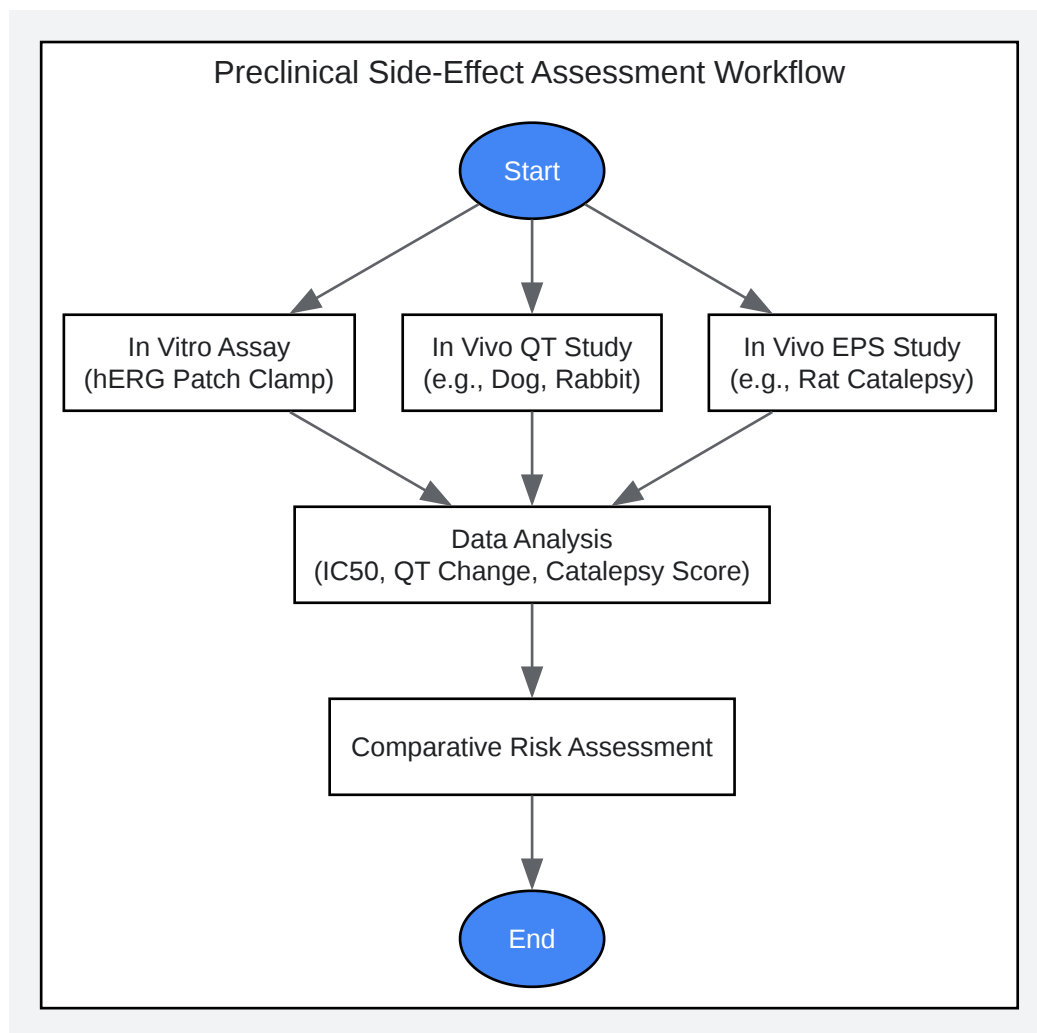 Preclinical Side-Effect Assessment Workflow
Start
In Vitro Assay
(hERG Patch Clamp)
In Vivo QT Study
(e.g., Dog, Rabbit)
In Vivo EPS Study
(e.g., Rat Catalepsy)
Data Analysis
(IC50, QT Change, Catalepsy Score)
Comparative Risk Assessment
End